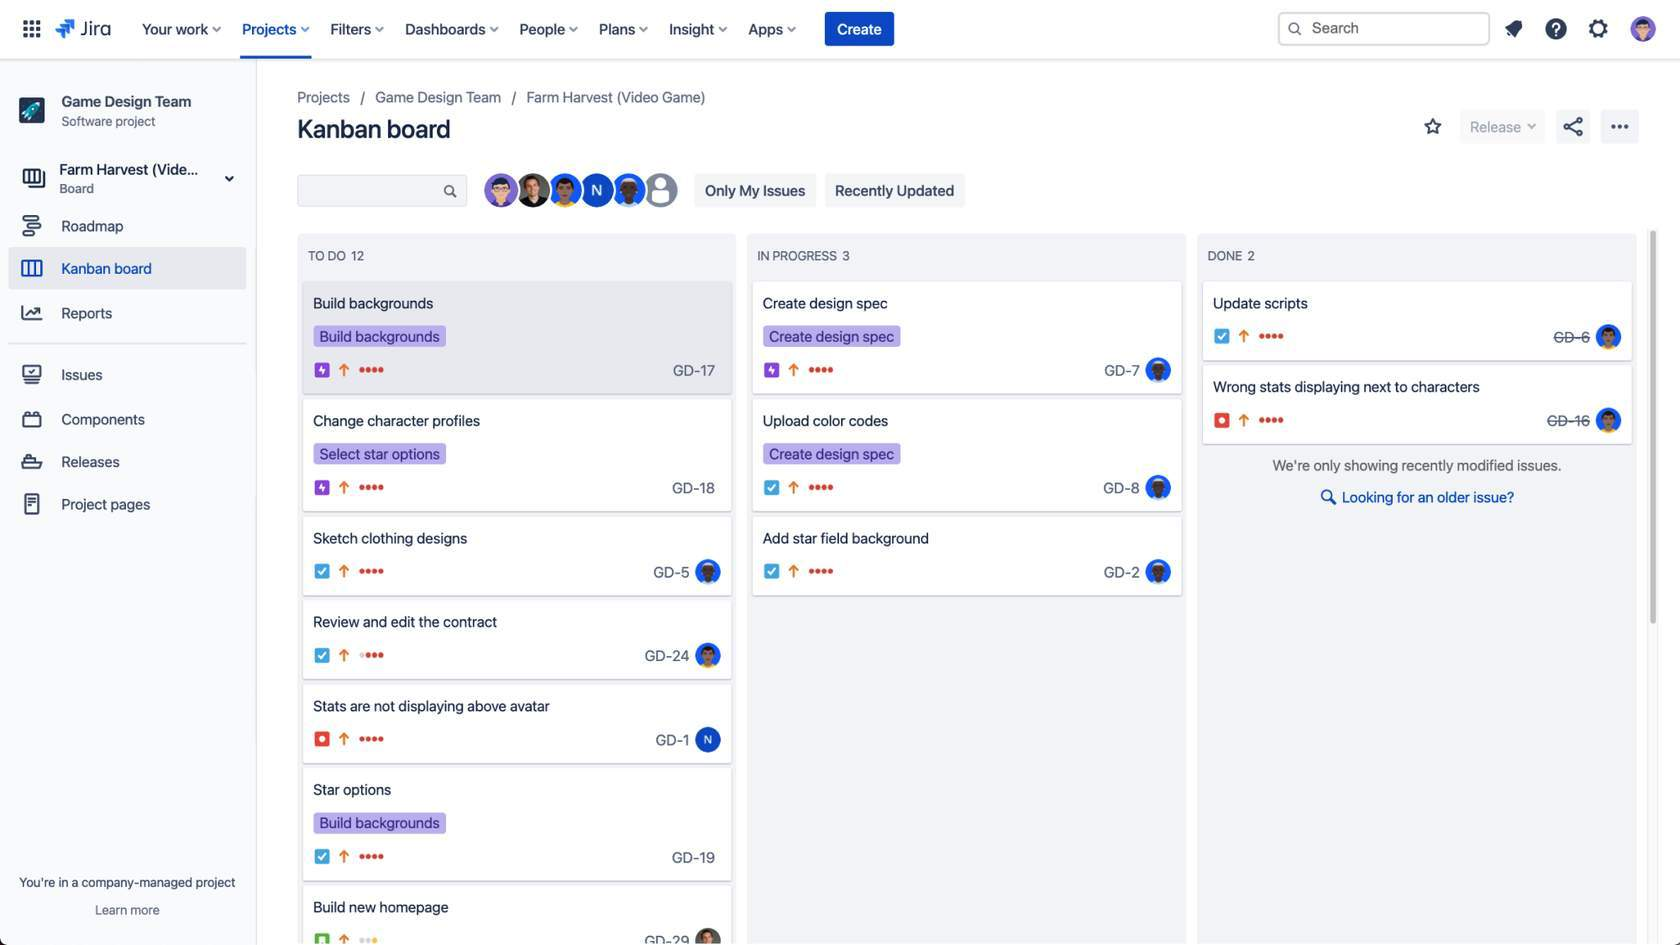 Jira
Your work
Projects
Filters
Dashboards
People
Plans
Insight
Apps
Create
Search
Game Design Team
Software project
Farm Harvest (Vide...
Board
Roadmap
Kanban board
Reports
Issues
Components
Releases
Project pages
You're in a company-managed project
Learn more
Projects / Game Design Team / Farm Harvest (Video Game)
Kanban board
Release
N
Only My Issues
Recently Updated
TO DO 12
Build backgrounds
Build backgrounds
GD-17
Change character profiles
Select star options
GD-18
Sketch clothing designs
GD-5
Review and edit the contract
GD-24
Stats are not displaying above avatar
GD-1 N
Star options
Build backgrounds
GD-19
Build new homepage
GD-29
IN PROGRESS 3
Create design spec
Create design spec
GD-7
Upload color codes
Create design spec
GD-8
Add star field background
GD-2
DONE 2
Update scripts
GD-6
Wrong stats displaying next to characters
GD-16
We're only showing recently modified issues.
Looking for an older issue?